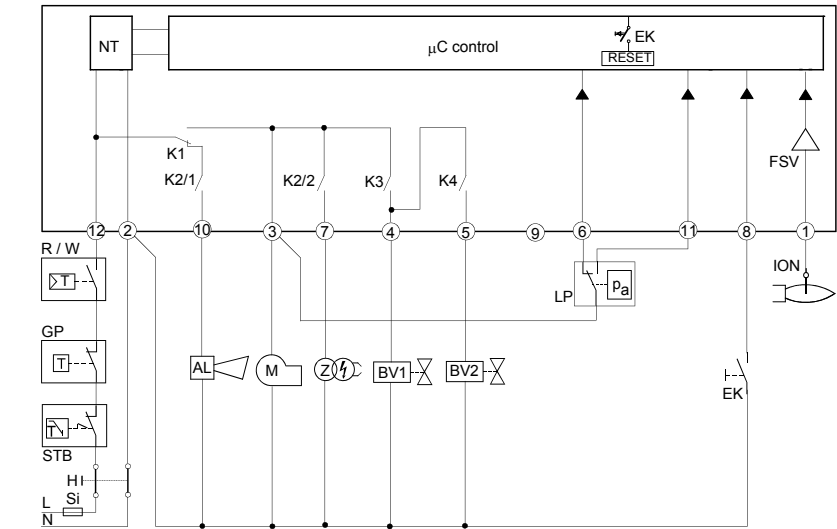 NT
µC control
EK
RESET
FSV
K1
K2/1
K2/2
K3
K4
12
2
10
3
7
4
5
9
6
11
8
1
R / W
T
GP
T
STB
T
H
L
Si
N
AL
M
Z
BV1
BV2
LP
pa
EK
ION